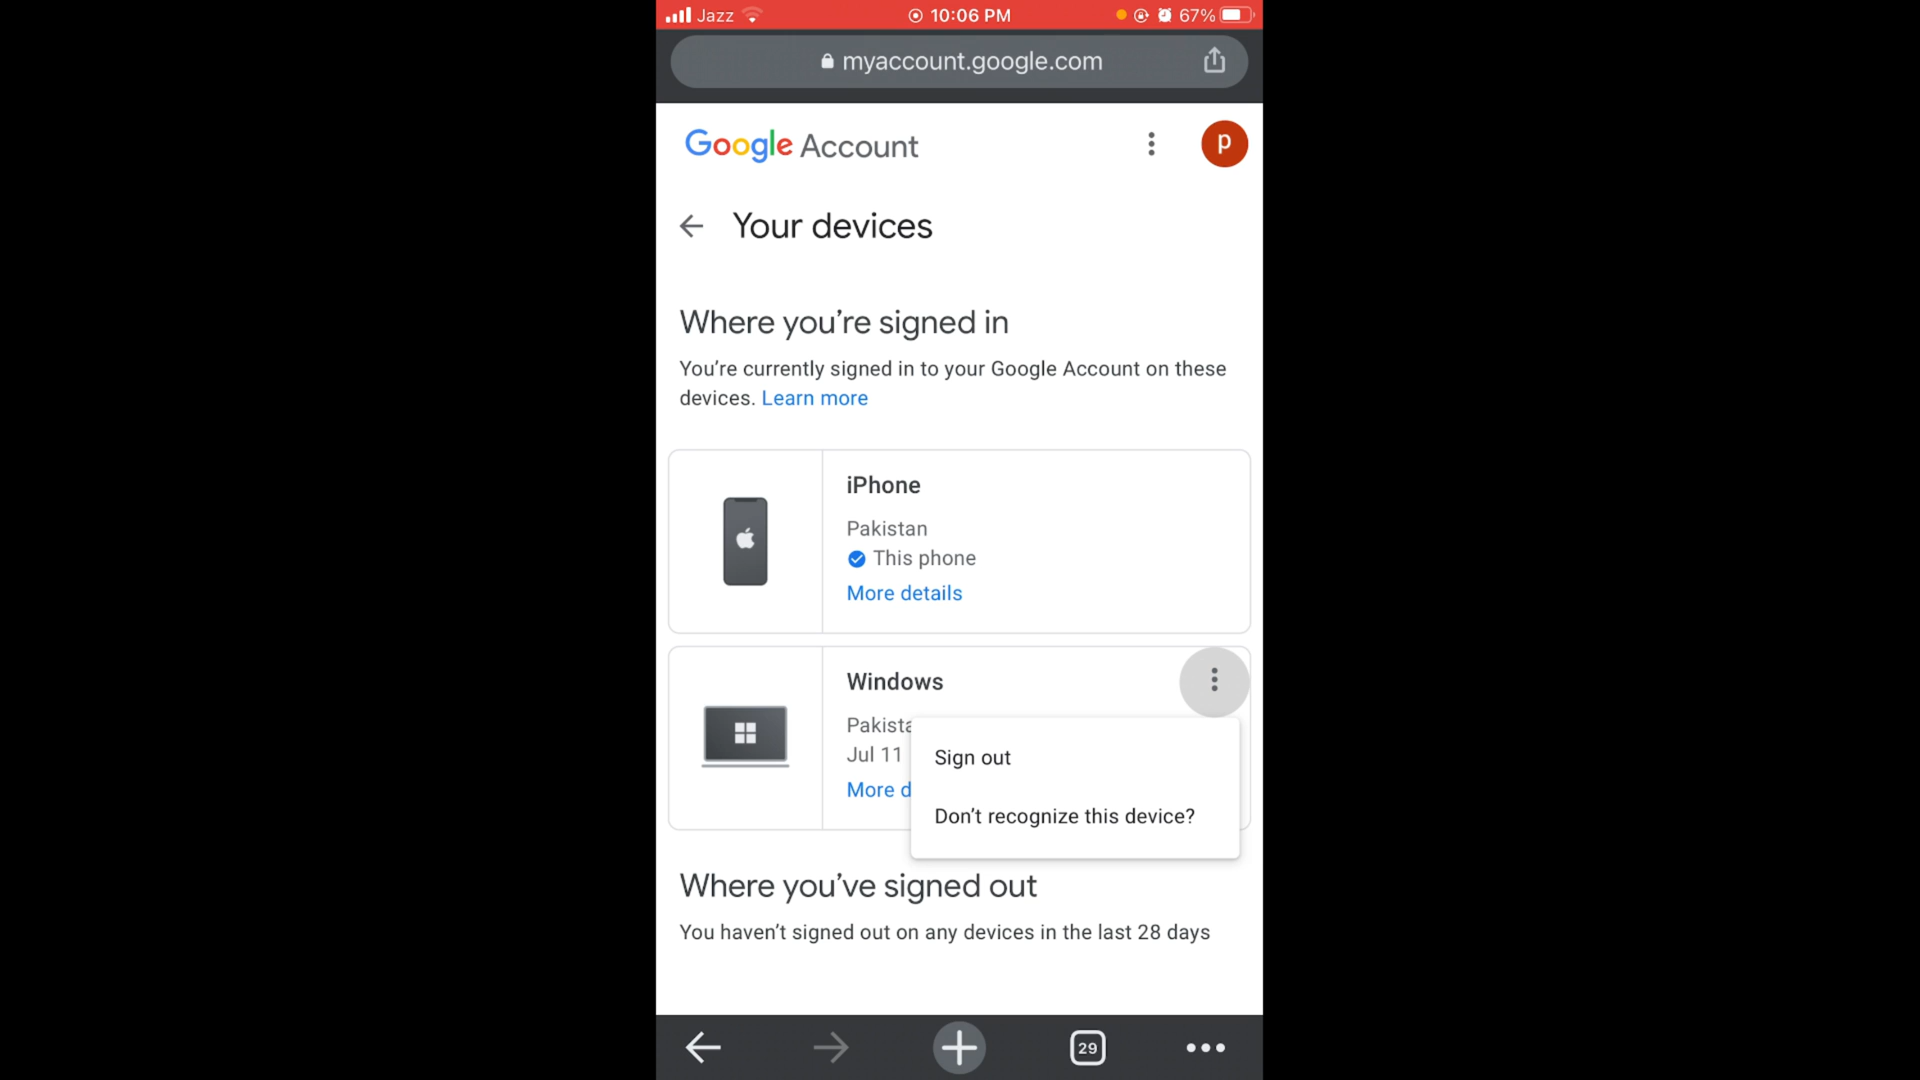 Jazz 10:06 PM 67%
myaccount.google.com
Google Account p
Your devices
Where you’re signed in
You’re currently signed in to your Google Account on these
devices. Learn more
iPhone
Pakistan
This phone
More details
Windows
Pakista
Jul 11
More d
Sign out
Don’t recognize this device?
Where you’ve signed out
You haven’t signed out on any devices in the last 28 days
29